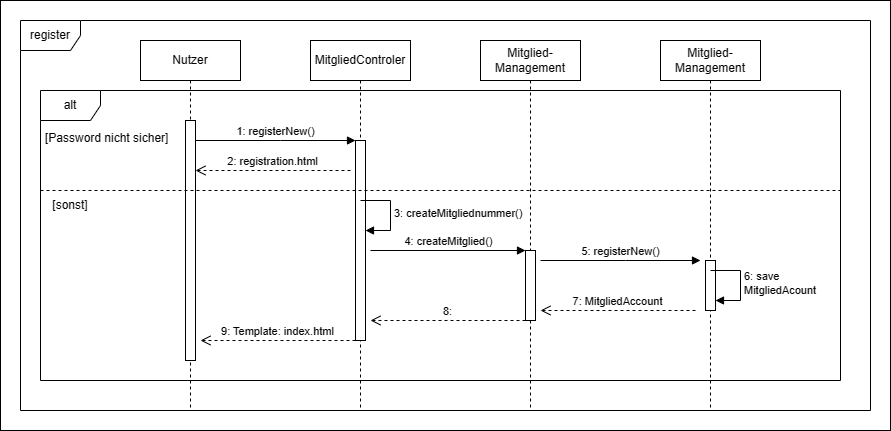 register
Nutzer
MitgliedControler
Mitglied-
Management
Mitglied-
Management
alt
[Password nicht sicher]
1: registerNew()
2: registration.html
[sonst]
3: createMitgliednummer()
4: createMitglied()
5: registerNew()
6: save
MitgliedAcount
7: MitgliedAccount
8:
9: Template: index.html